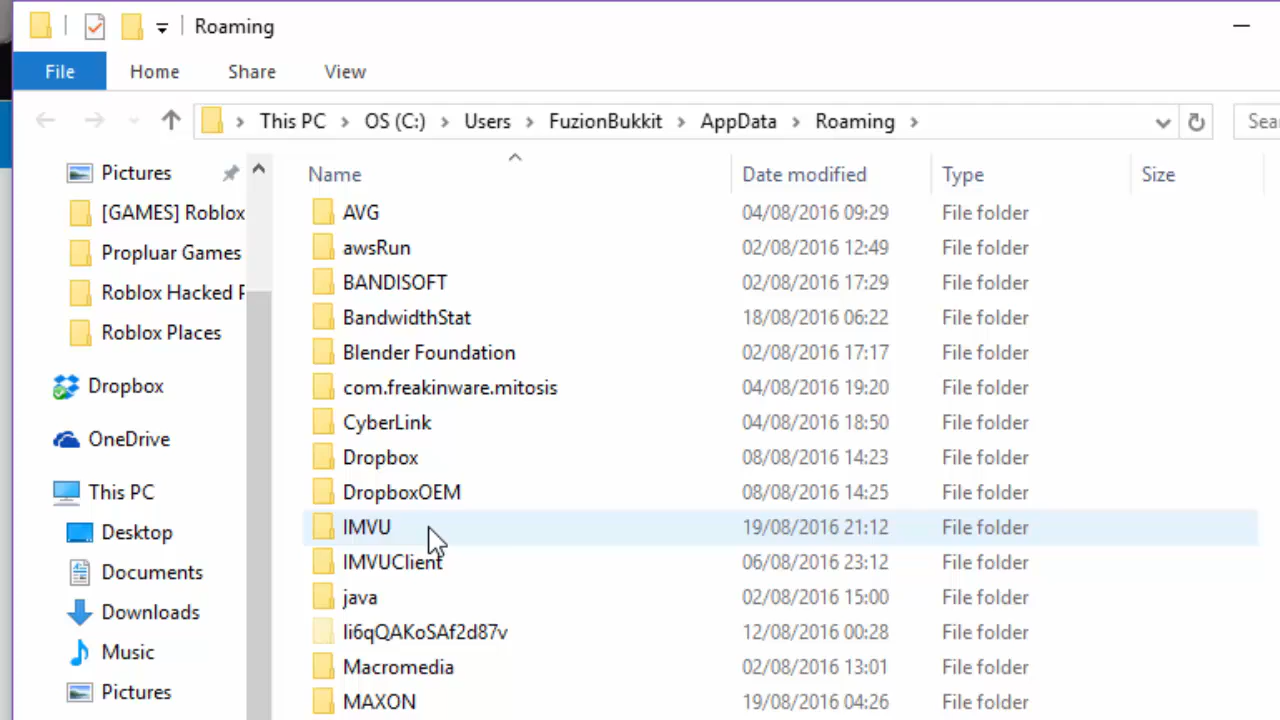 Roaming
File Home Share View
This PC > OS (C:) > Users > FuzionBukkit > AppData > Roaming >
Name Date modified Type Size
Pictures
[GAMES] Roblox
Propluar Games
Roblox Hacked
Roblox Places
Dropbox
OneDrive
This PC
Desktop
Documents
Downloads
Music
Pictures
AVG 04/08/2016 09:29 File folder
awsRun 02/08/2016 12:49 File folder
BANDISOFT 02/08/2016 17:29 File folder
BandwidthStat 18/08/2016 06:22 File folder
Blender Foundation 02/08/2016 17:17 File folder
com.freakinware.mitosis 04/08/2016 19:20 File folder
CyberLink 04/08/2016 18:50 File folder
Dropbox 08/08/2016 14:23 File folder
DropboxOEM 08/08/2016 14:25 File folder
IMVU 19/08/2016 21:12 File folder
IMVUClient 06/08/2016 23:12 File folder
java 02/08/2016 15:00 File folder
12/08/2016 00:28 File folder
Macromedia 02/08/2016 13:01 File folder
MAXON 19/08/2016 04:26 File folder